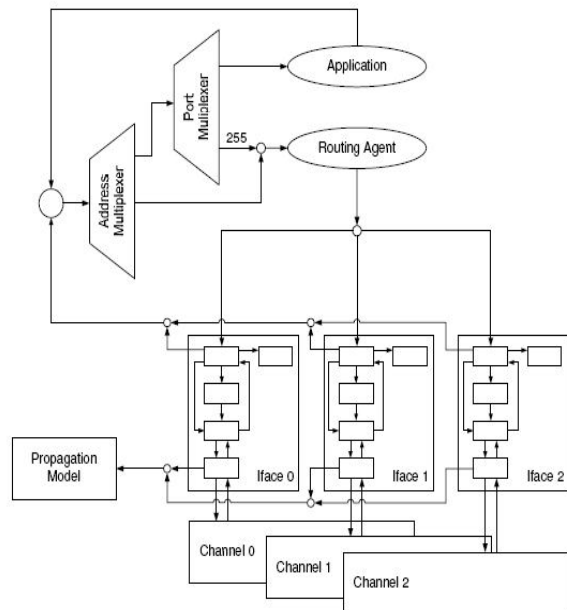 Application
Port
Muliplexer
255
Routing Agent
Address
Multiplexer
Propagation
Model
Iface 0
Iface 1
Iface 2
Channel 0
Channel 1
Channel 2